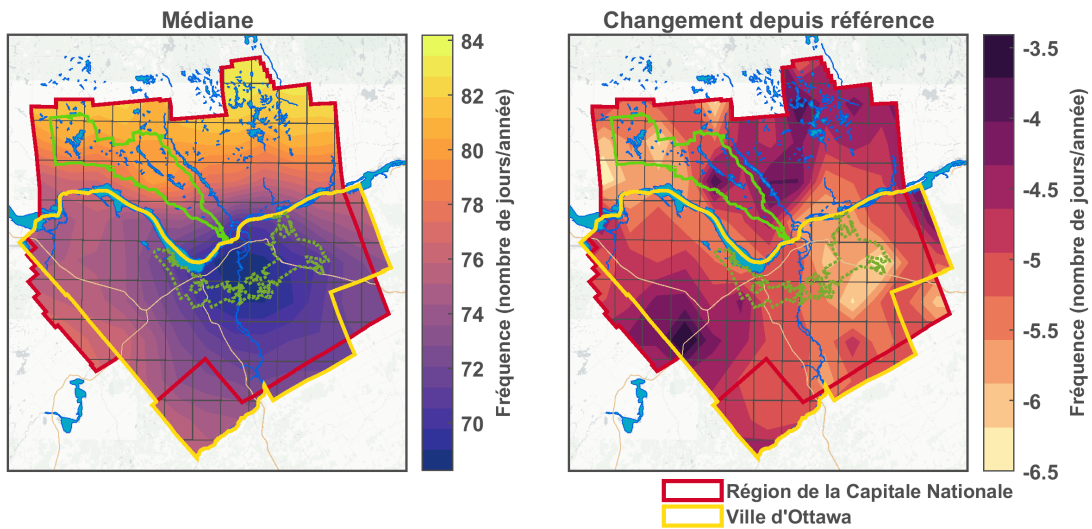 Médiane
84
82
80
78
76
74
72
70
Fréquence (nombre de jours/année)
Changement depuis référence
-3.5
-4
-4.5
-5
-5.5
-6
-6.5
Fréquence (nombre de jours/année)
Région de la Capitale Nationale
Ville d'Ottawa